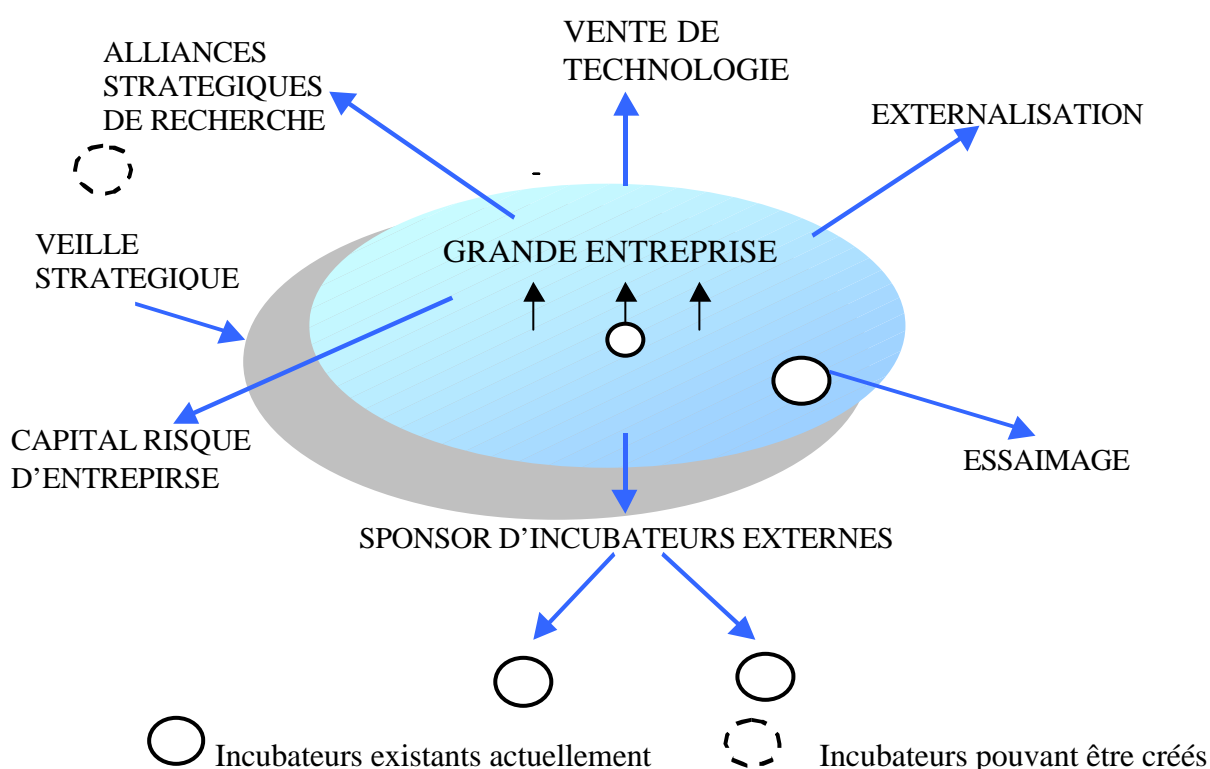 ALLIANCES
STRATEGIQUES
DE RECHERCHE
VENTE DE
TECHNOLOGIE
EXTERNALISATION
-
VEILLE
STRATEGIQUE
GRANDE ENTREPRISE
CAPITAL RISQUE
D’ENTREPIRSE
ESSAIMAGE
SPONSOR D’INCUBATEURS EXTERNES
Incubateurs existants actuellement
Incubateurs pouvant être créés